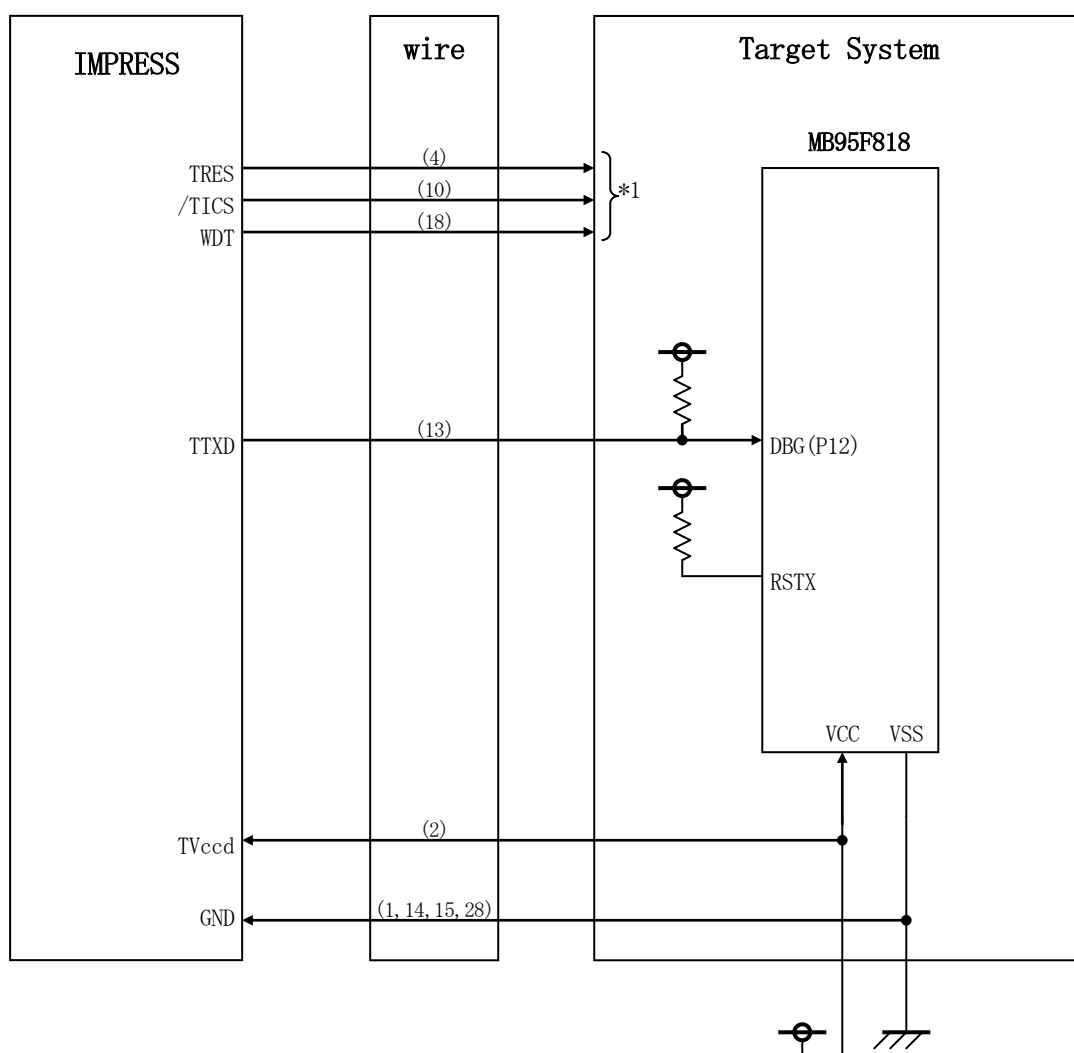 IMPRESS
wire
Target System
MB95F818
TRES
(4)
/TICS
(10)
*1
WDT
(18)
TTXD
(13)
DBG(P12)
RSTX
VCC
VSS
TVccd
(2)
GND
(1,14,15,28)